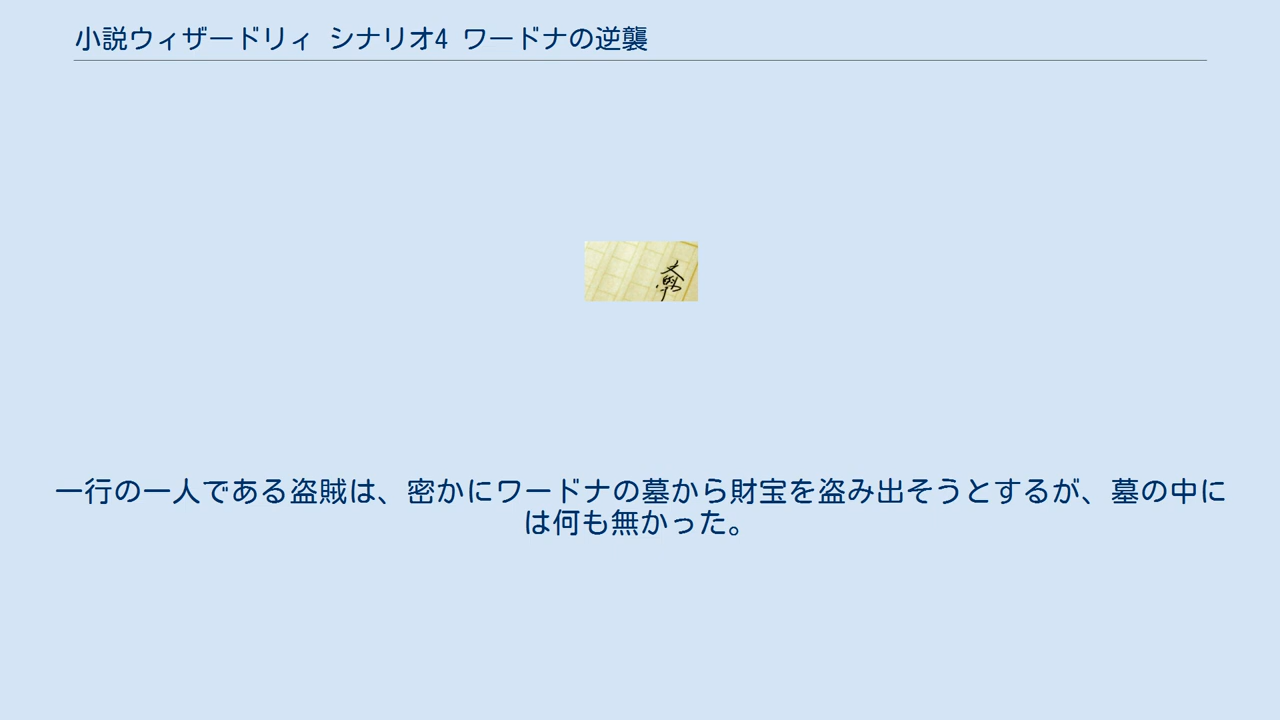 小説ウィザードリィ シナリオ4 ワードナの逆襲
一行の一人である盗賊は、密かにワードナの墓から財宝を盗み出そうとするが、墓の中に
は何も無かった。